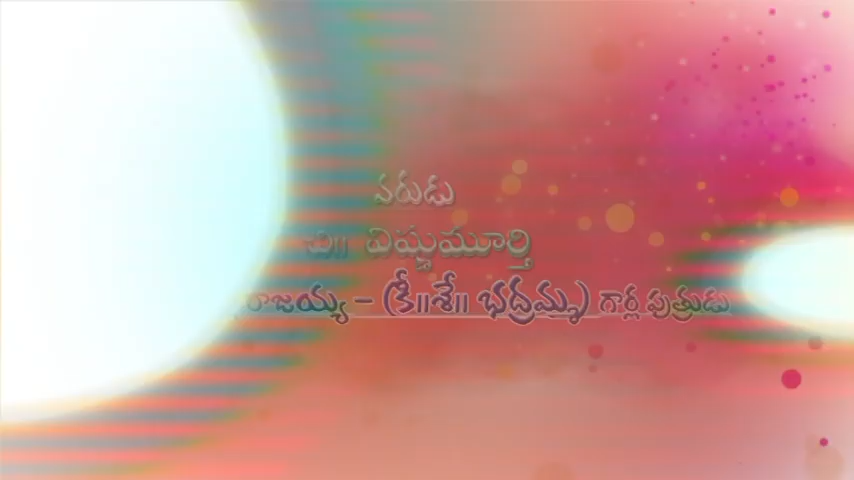 వరుడు
చి॥ విష్ణుమూర్తి
రాజయ్య – (కీ॥శే॥ భద్రమ్మ) గార్ల పుత్రుడు